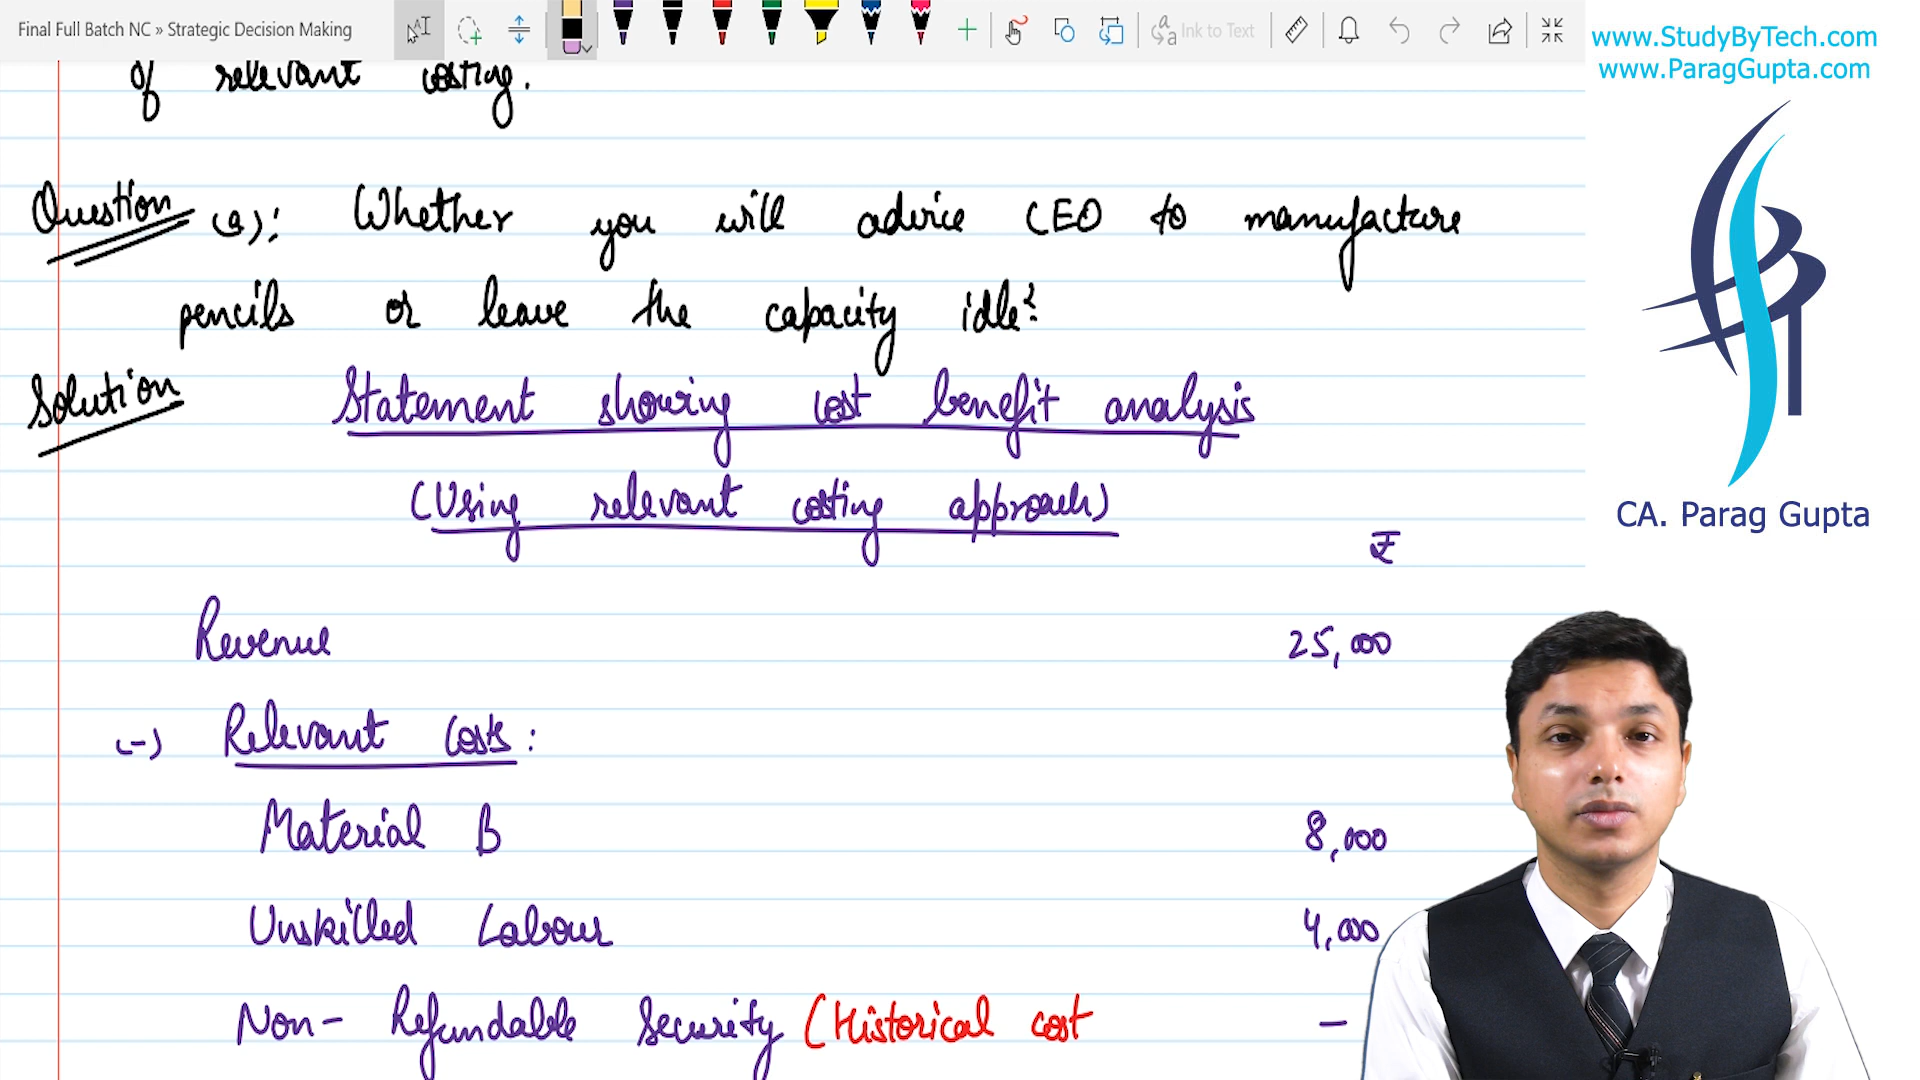 Final Full Batch NC » Strategic Decision Making
Ink to Text
www.StudyByTech.com
www.ParagGupta.com
of relevant costing.
Question (a): Whether you will advice CEO to manufacture
pencils or leave the capacity idle?
Solution Statement showing cost benefit analysis
(Using relevant costing approach)
CA. Parag Gupta
₹
Revenue 25,000
(-) Relevant Costs:
Material B 8,000
Unskilled Labour 4,000
Non-Refundable Security (Historical cost -